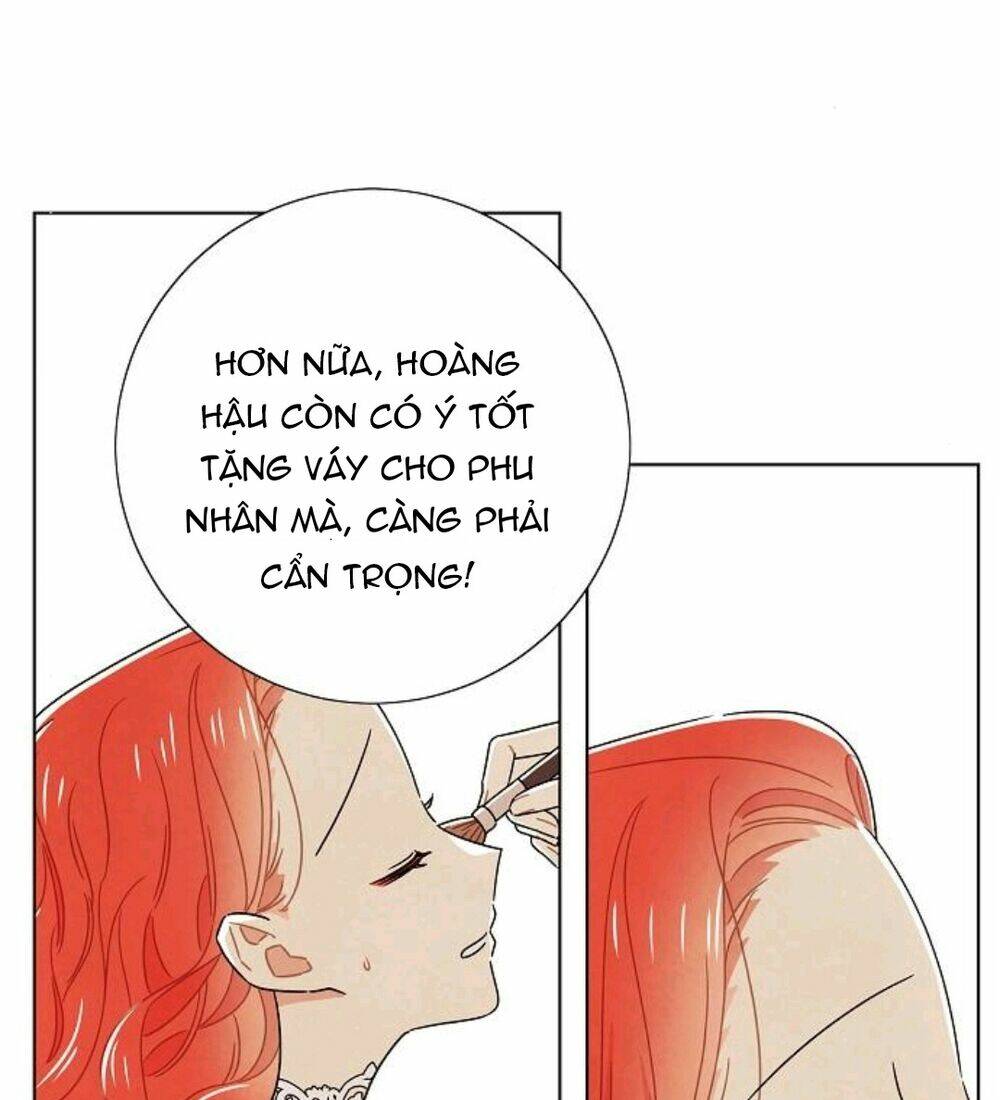 HƠN NỮA, HOÀNG
HẬU CÒN CÓ Ý TỐT
TẶNG VÁY CHO PHU
NHÂN MÀ, CÀNG PHẢI
CẨN TRỌNG!